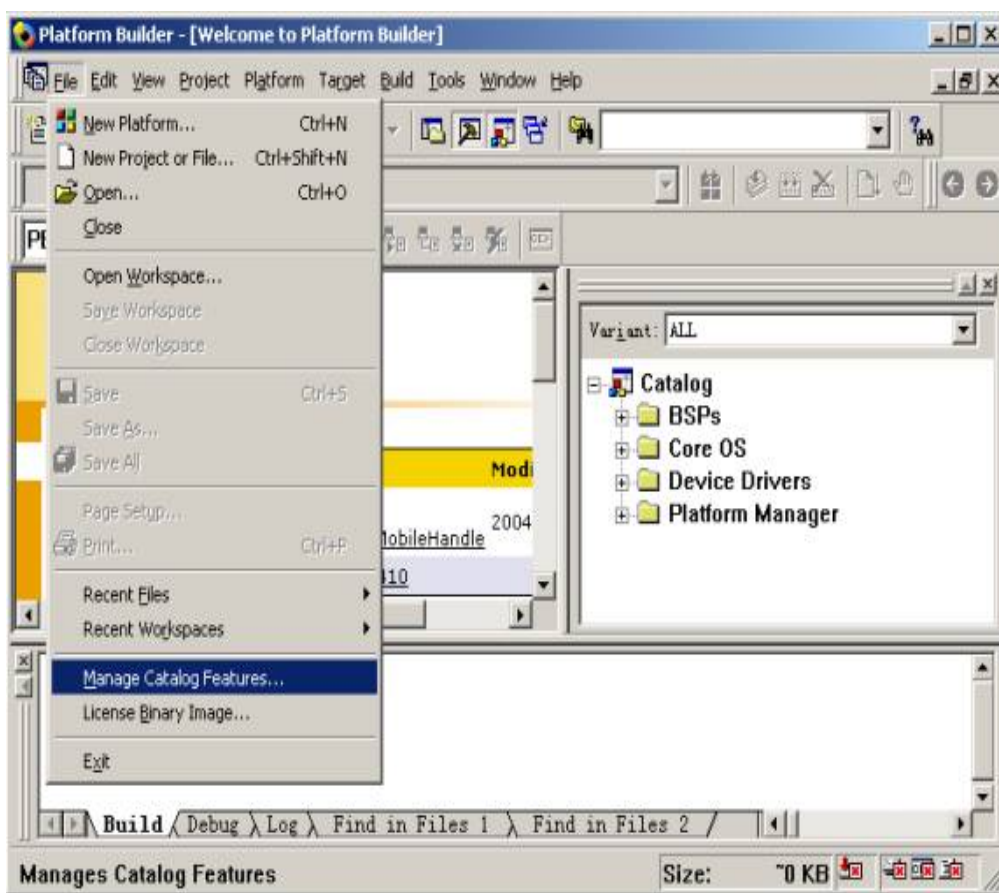 Platform Builder - [Welcome to Platform Builder]
File Edit View Project Platform Target Build Tools Window Help
New Platform... Ctrl+N
New Project or File... Ctrl+Shift+N
Open... Ctrl+O
Close
Open Workspace...
Save Workspace
Close Workspace
Save Ctrl+S
Save As...
Save All
Page Setup...
Print... Ctrl+P
Recent Files
Recent Workspaces
Manage Catalog Features...
License Binary Image...
Exit
Modi
2004
MobileHandle
410
Variant: ALL
Catalog
BSPs
Core OS
Device Drivers
Platform Manager
Build Debug Log Find in Files 1 Find in Files 2
Manages Catalog Features
Size: ~0 KB